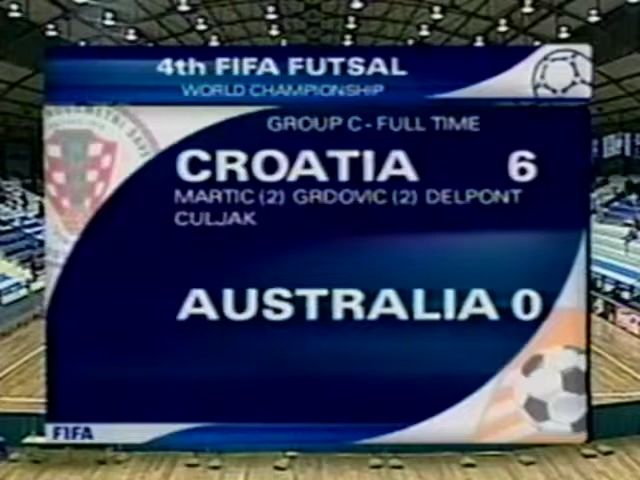 4th FIFA FUTSAL
WORLD CHAMPIONSHIP
GROUP C - FULL TIME
CROATIA 6
MARTIC (2) GRDOVIC (2) DELPONT
CULJAK
AUSTRALIA 0
FIFA